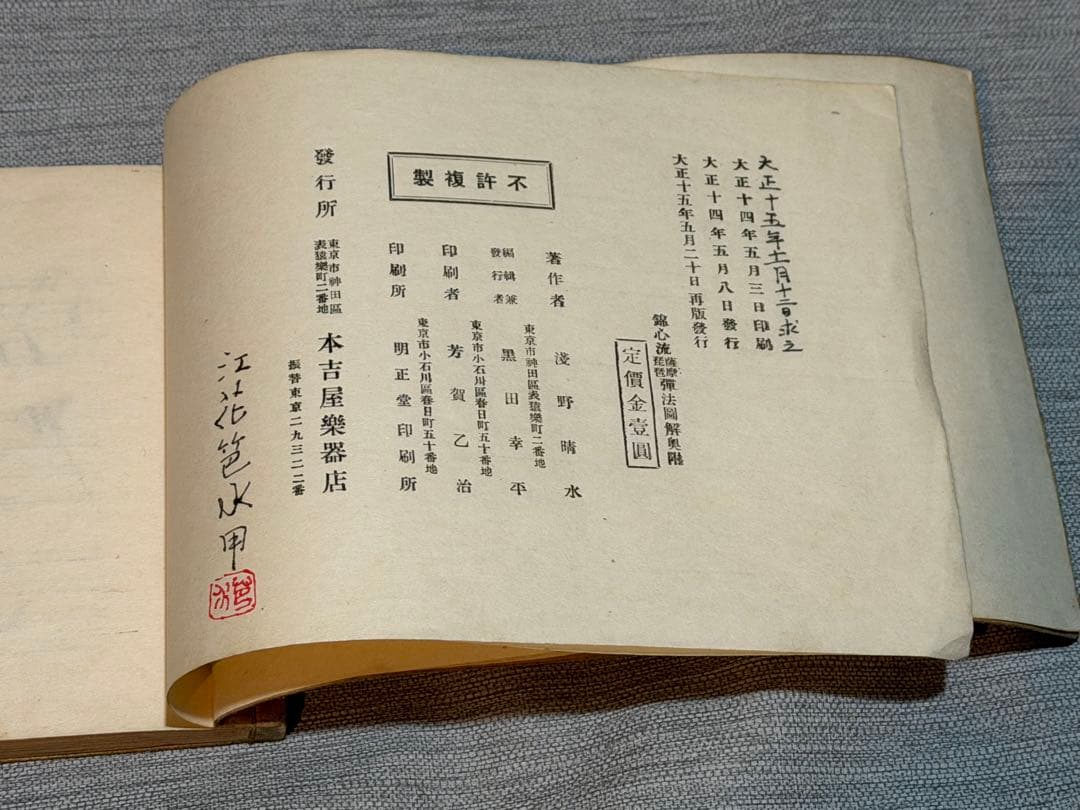 大正十五年十一月十二日求之
大正十四年五月三日印刷
大正十四年五月八日發行
大正十五年五月二十日再版發行
錦心流薩摩琵琶彈法圖解奥附
定價金壹圓
不許複製
著作者 淺野晴水
東京市神田區表猿樂町二番地
編輯兼發行者 黒田幸平
東京市小石川區春日町五十番地
印刷者 芳賀乙治
東京市小石川區春日町五十番地
印刷所 明正堂印刷所
發行所 東京市神田區表猿樂町二番地 本吉屋樂器店
振替東京二九三二二番
水用